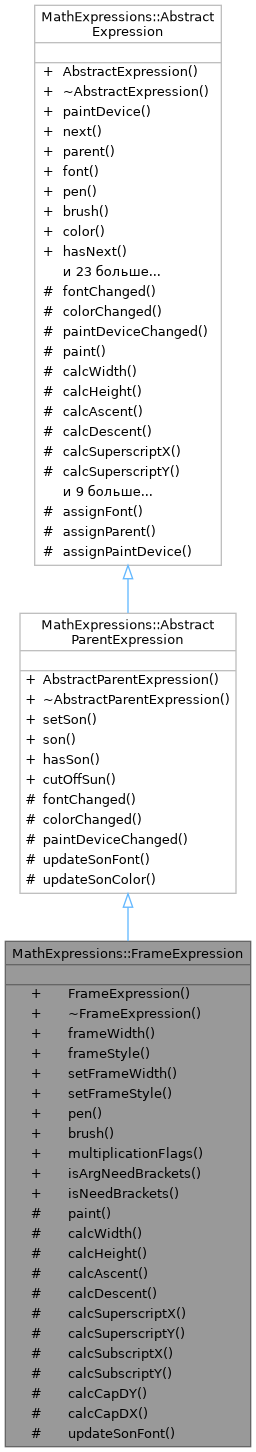 MathExpressions::Abstract
Expression
+ AbstractExpression()
+ ~AbstractExpression()
+ paintDevice()
+ next()
+ parent()
+ font()
+ pen()
+ brush()
+ color()
+ hasNext()
и 23 больше...
# fontChanged()
# colorChanged()
# paintDeviceChanged()
# paint()
# calcWidth()
# calcHeight()
# calcAscent()
# calcDescent()
# calcSuperscriptX()
# calcSuperscriptY()
и 9 больше...
# assignFont()
# assignParent()
# assignPaintDevice()
MathExpressions::Abstract
ParentExpression
+ AbstractParentExpression()
+ ~AbstractParentExpression()
+ setSon()
+ son()
+ hasSon()
+ cutOffSun()
# fontChanged()
# colorChanged()
# paintDeviceChanged()
# updateSonFont()
# updateSonColor()
MathExpressions::FrameExpression
+ FrameExpression()
+ ~FrameExpression()
+ frameWidth()
+ frameStyle()
+ setFrameWidth()
+ setFrameStyle()
+ pen()
+ brush()
+ multiplicationFlags()
+ isArgNeedBrackets()
+ isNeedBrackets()
# paint()
# calcWidth()
# calcHeight()
# calcAscent()
# calcDescent()
# calcSuperscriptX()
# calcSuperscriptY()
# calcSubscriptX()
# calcSubscriptY()
# calcCapDY()
# calcCapDX()
# updateSonFont()